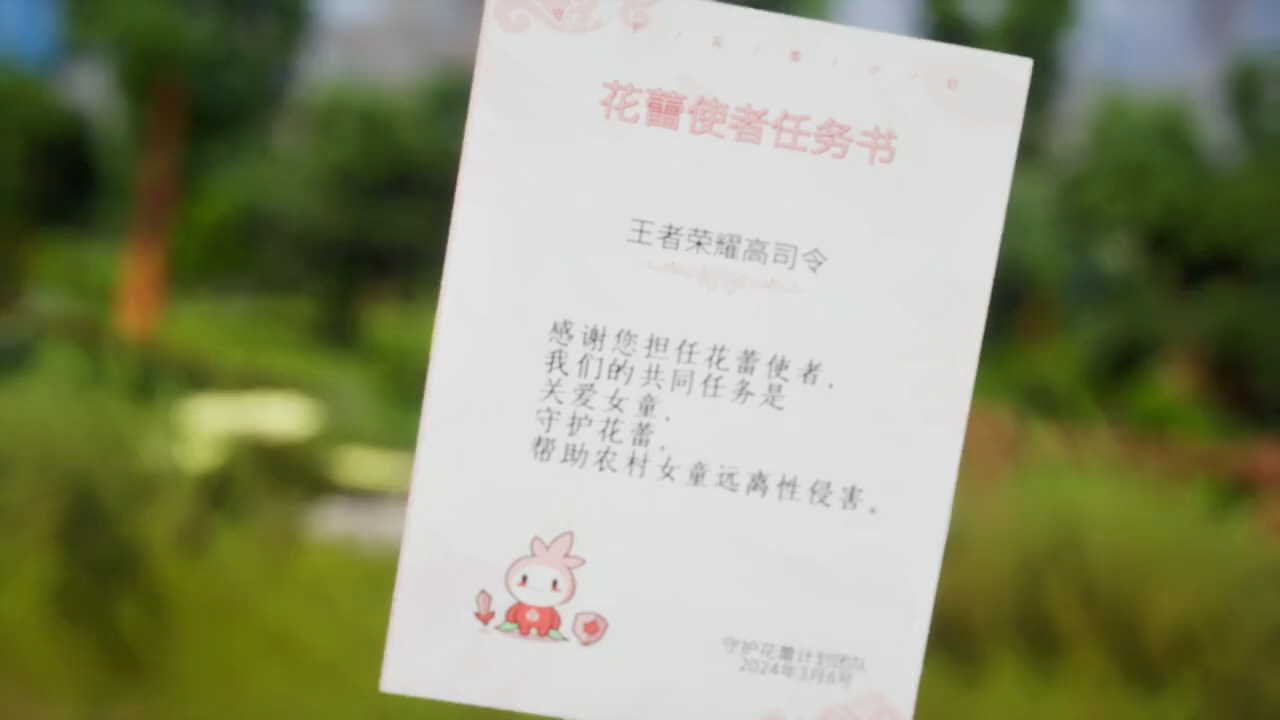 花蕾使者任务书
王者荣耀高司令
感谢您担任花蕾使者，
我们的共同任务是
关爱女童，
守护花蕾，
帮助农村女童远离性侵害。
守护花蕾计划团队
2024年3月8号